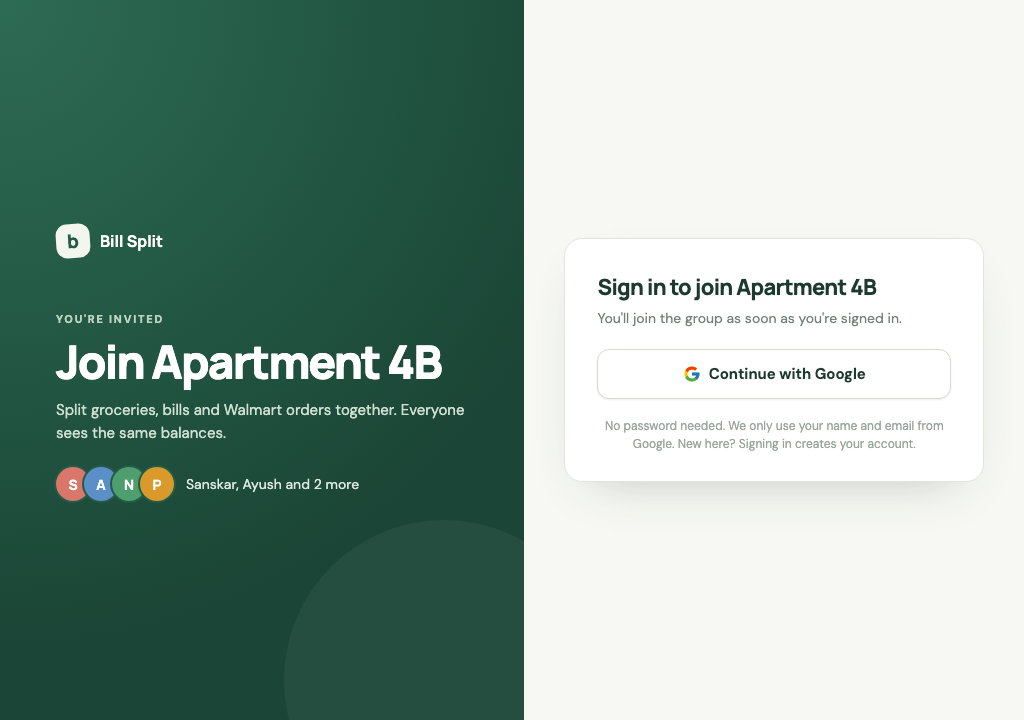 b
Bill Split
YOU'RE INVITED
Join Apartment 4B
Split groceries, bills and Walmart orders together. Everyone
sees the same balances.
S A N P
Sanskar, Ayush and 2 more
Sign in to join Apartment 4B
You'll join the group as soon as you're signed in.
Continue with Google
No password needed. We only use your name and email from
Google. New here? Signing in creates your account.